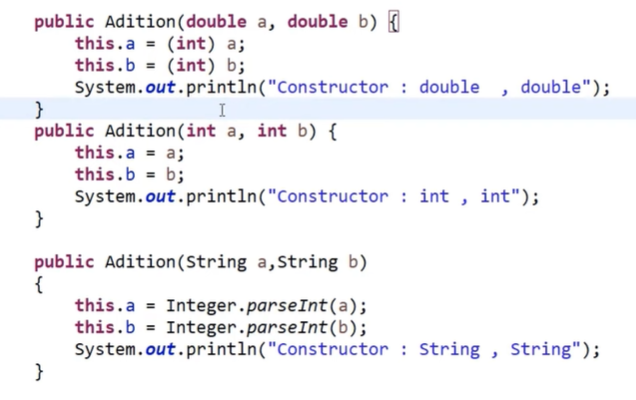 public Adition(double a, double b) {
this.a = (int) a;
this.b = (int) b;
System.out.println("Constructor : double  , double");
}
public Adition(int a, int b) {
this.a = a;
this.b = b;
System.out.println("Constructor : int , int");
}
public Adition(String a,String b)
{
this.a = Integer.parseInt(a);
this.b = Integer.parseInt(b);
System.out.println("Constructor : String , String");
}